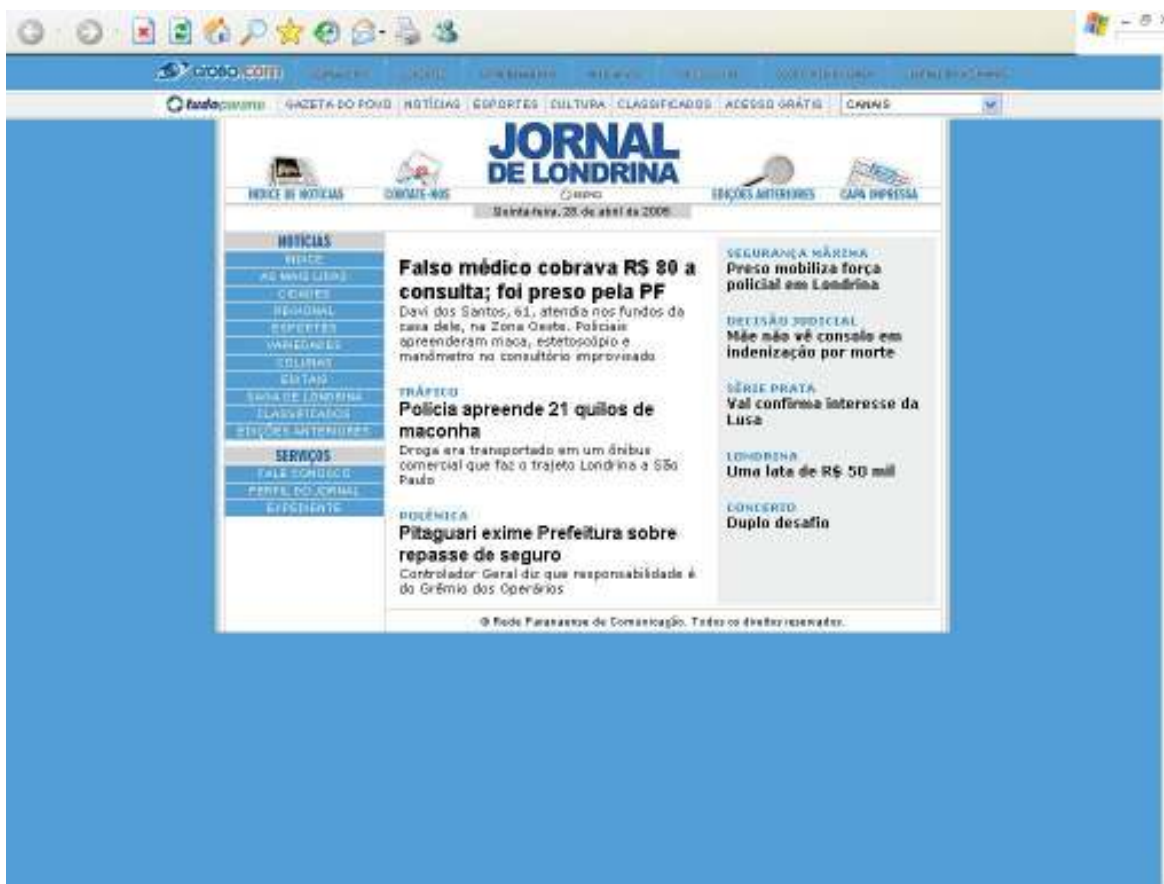 globo.com
tudoparana GAZETA DO POVO NOTÍCIAS ESPORTES CULTURA CLASSIFICADOS ACESSO GRÁTIS CANAIS
JORNAL
DE LONDRINA
ÍNDICE DE NOTÍCIAS CONTATE-NOS EDIÇÕES ANTERIORES CAPA IMPRESSA
Quinta-feira, 28 de abril de 2005
NOTÍCIAS
ÍNDICE
AS MAIS LIDAS
CIDADES
REGIONAL
ESPORTES
VARIEDADES
COLUNAS
EDITAIS
SAGA DE LONDRINA
CLASSIFICADOS
EDIÇÕES ANTERIORES
SERVIÇOS
FALE CONOSCO
PERFIL DO JORNAL
EXPEDIENTE
Falso médico cobrava R$ 80 a
consulta; foi preso pela PF
Davi dos Santos, 61, atendia nos fundos da
casa dele, na Zona Oeste. Policiais
apreenderam maca, estetoscópio e
manômetro no consultório improvisado
TRÁFICO
Polícia apreende 21 quilos de
maconha
Droga era transportado em um ônibus
comercial que faz o trajeto Londrina a São
Paulo
POLÊMICA
Pitaguari exime Prefeitura sobre
repasse de seguro
Controlador Geral diz que responsabilidade é
do Grêmio dos Operários
SEGURANÇA MÁXIMA
Preso mobiliza força
policial em Londrina
DECISÃO JUDICIAL
Mãe não vê consolo em
indenização por morte
SÉRIE PRATA
Val confirma interesse da
Lusa
LONDRINA
Uma lata de R$ 50 mil
CONCERTO
Duplo desafio
© Rede Paranaense de Comunicação. Todos os direitos reservados.